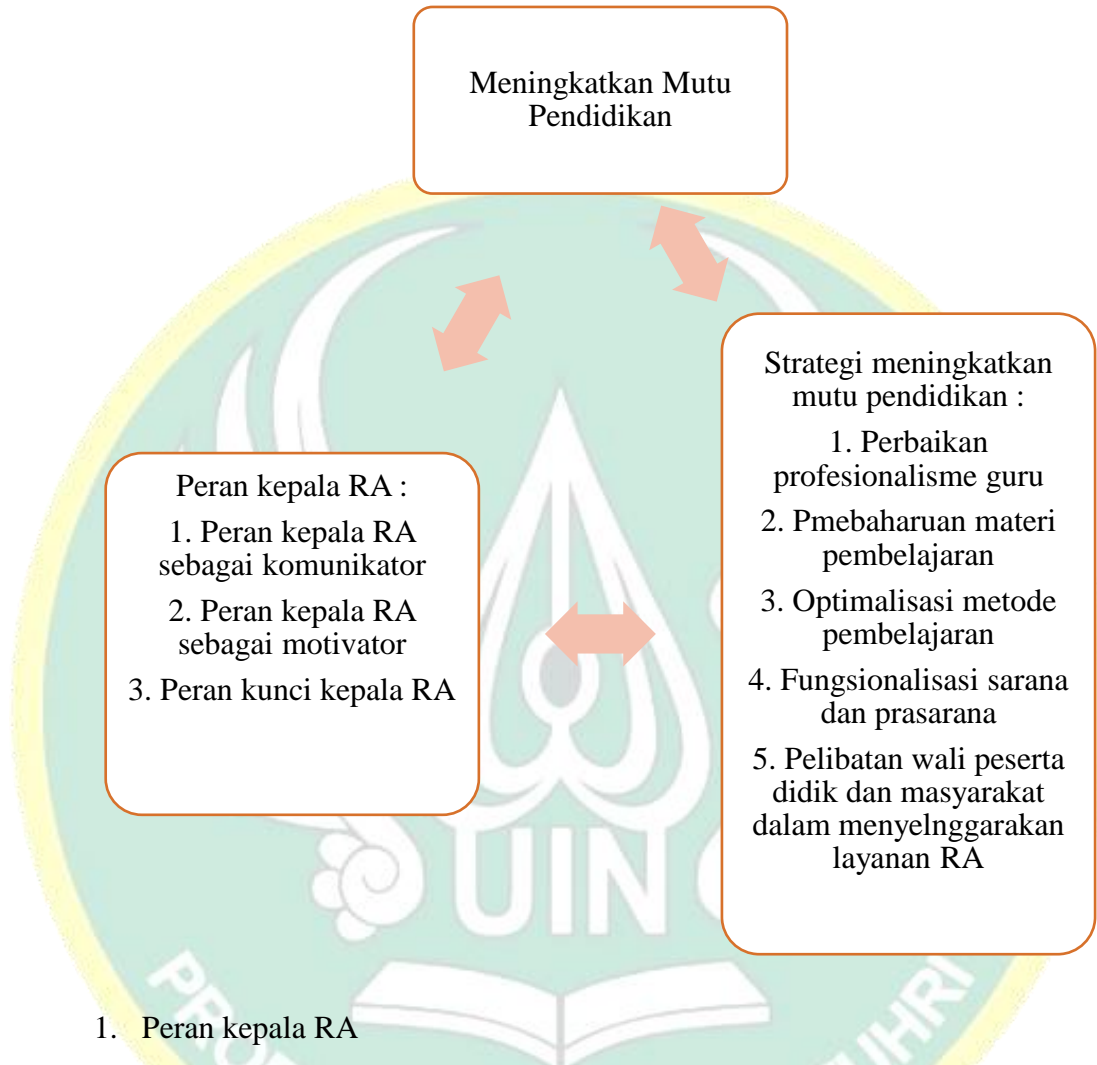 Meningkatkan Mutu
Pendidikan
Peran kepala RA :
1. Peran kepala RA
sebagai komunikator
2. Peran kepala RA
sebagai motivator
3. Peran kunci kepala RA
Strategi meningkatkan
mutu pendidikan :
1. Perbaikan
profesionalisme guru
2. Pmebaharuan materi
pembelajaran
3. Optimalisasi metode
pembelajaran
4. Fungsionalisasi sarana
dan prasarana
5. Pelibatan wali peserta
didik dan masyarakat
dalam menyelnggarakan
layanan RA
UIN
1. Peran kepala RA